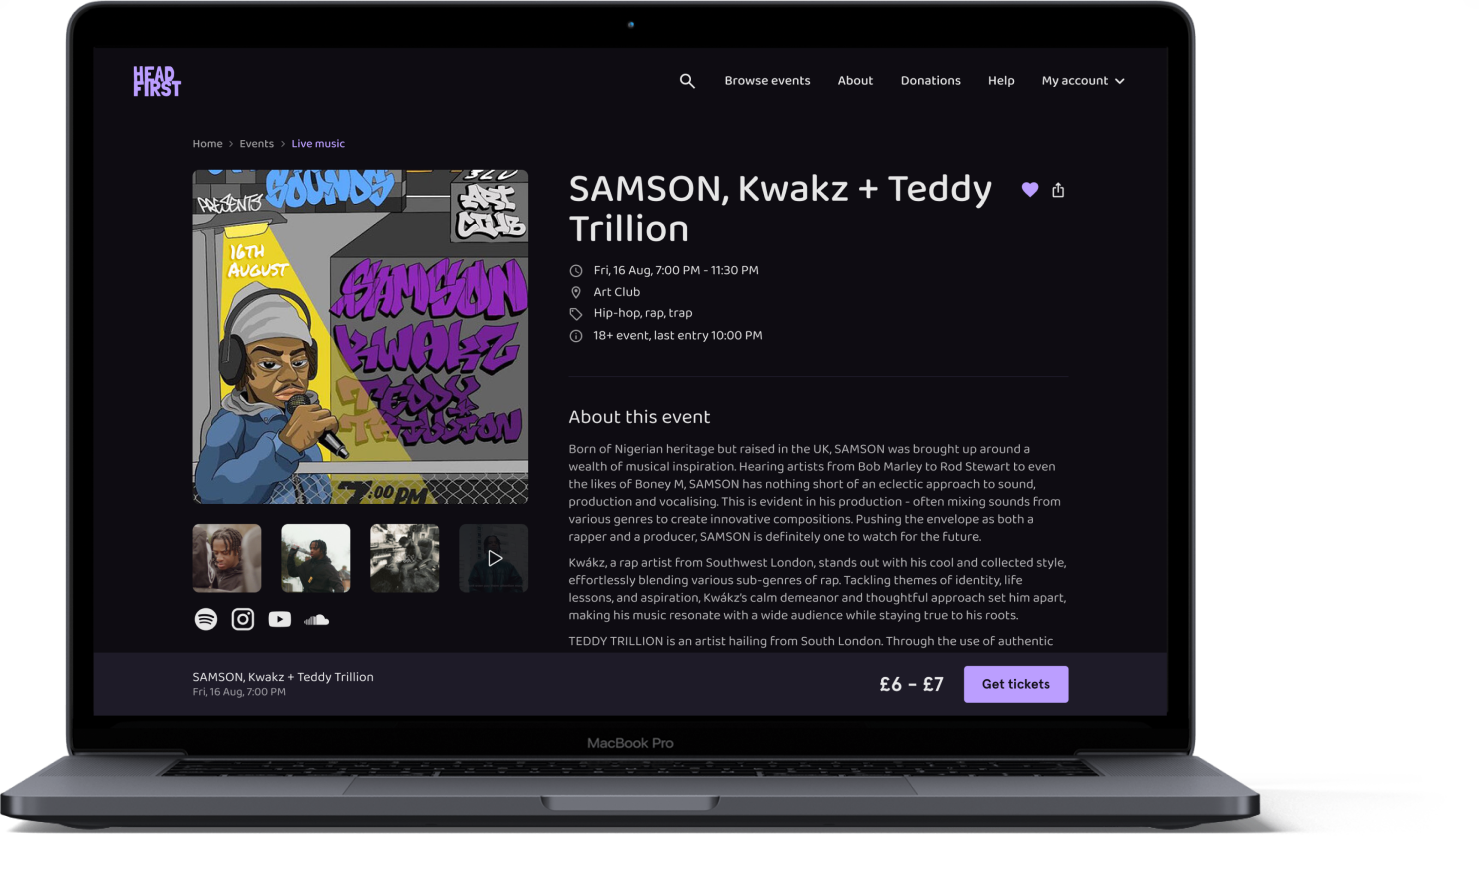 HEAD
FIRST
Browse events
About
Donations
Help
My account
Home > Events > Live music
SOUNDS
PRESENTS
ART
CLUB
16TH
AUGUST
SAMSON
KWAKZ
TEDDY
TRILLION
7:00 PM
SAMSON, Kwakz + Teddy
Trillion
Fri, 16 Aug, 7:00 PM - 11:30 PM
Art Club
Hip-hop, rap, trap
18+ event, last entry 10:00 PM
About this event
Born of Nigerian heritage but raised in the UK, SAMSON was brought up around a
wealth of musical inspiration. Hearing artists from Bob Marley to Rod Stewart to even
the likes of Boney M, SAMSON has nothing short of an eclectic approach to sound,
production and vocalising. This is evident in his production - often mixing sounds from
various genres to create innovative compositions. Pushing the envelope as both a
rapper and a producer, SAMSON is definitely one to watch for the future.
Kwákz, a rap artist from Southwest London, stands out with his cool and collected style,
effortlessly blending various sub-genres of rap. Tackling themes of identity, life
lessons, and aspiration, Kwákz's calm demeanor and thoughtful approach set him apart,
making his music resonate with a wide audience while staying true to his roots.
TEDDY TRILLION is an artist hailing from South London. Through the use of authentic
SAMSON, Kwakz + Teddy Trillion
Fri, 16 Aug, 7:00 PM
£6 - £7
Get tickets
MacBook Pro